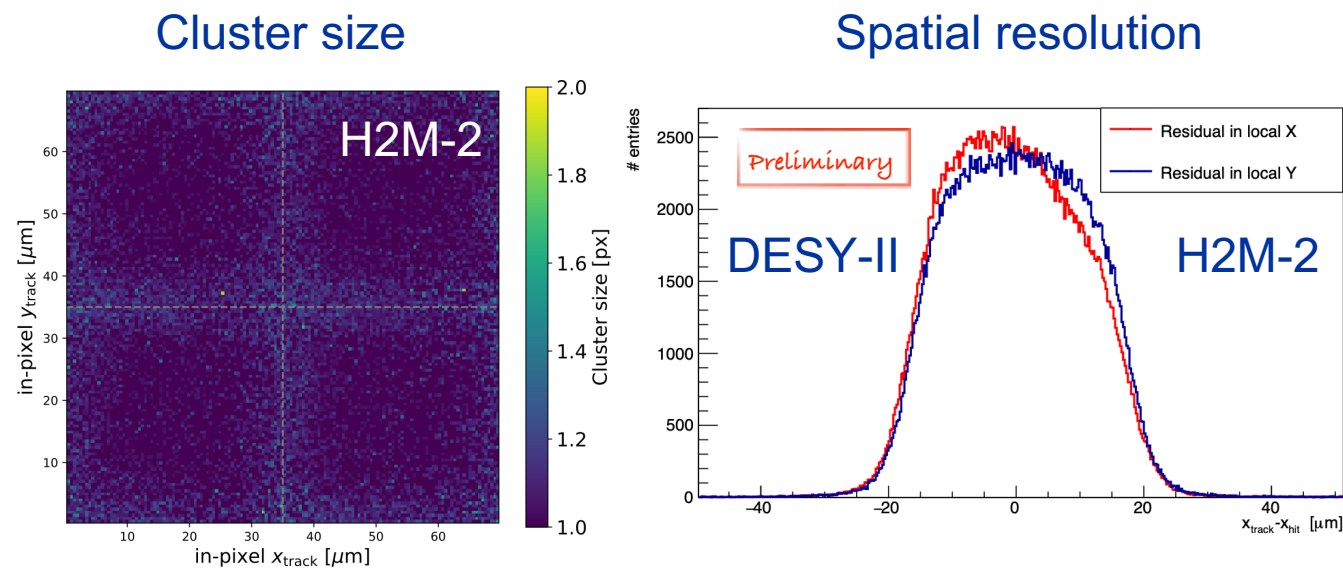 Cluster size
Spatial resolution
H2M-2
60
50
40
30
20
10
10
20
30
40
50
60
in-pixel y_track [μm]
in-pixel x_track [μm]
2.0
1.8
1.6
1.4
1.2
1.0
Cluster size [px]
# entries
2500
2000
1500
1000
500
0
−40
−20
0
20
40
x_track-x_hit [μm]
Preliminary
Residual in local X
Residual in local Y
DESY-II
H2M-2